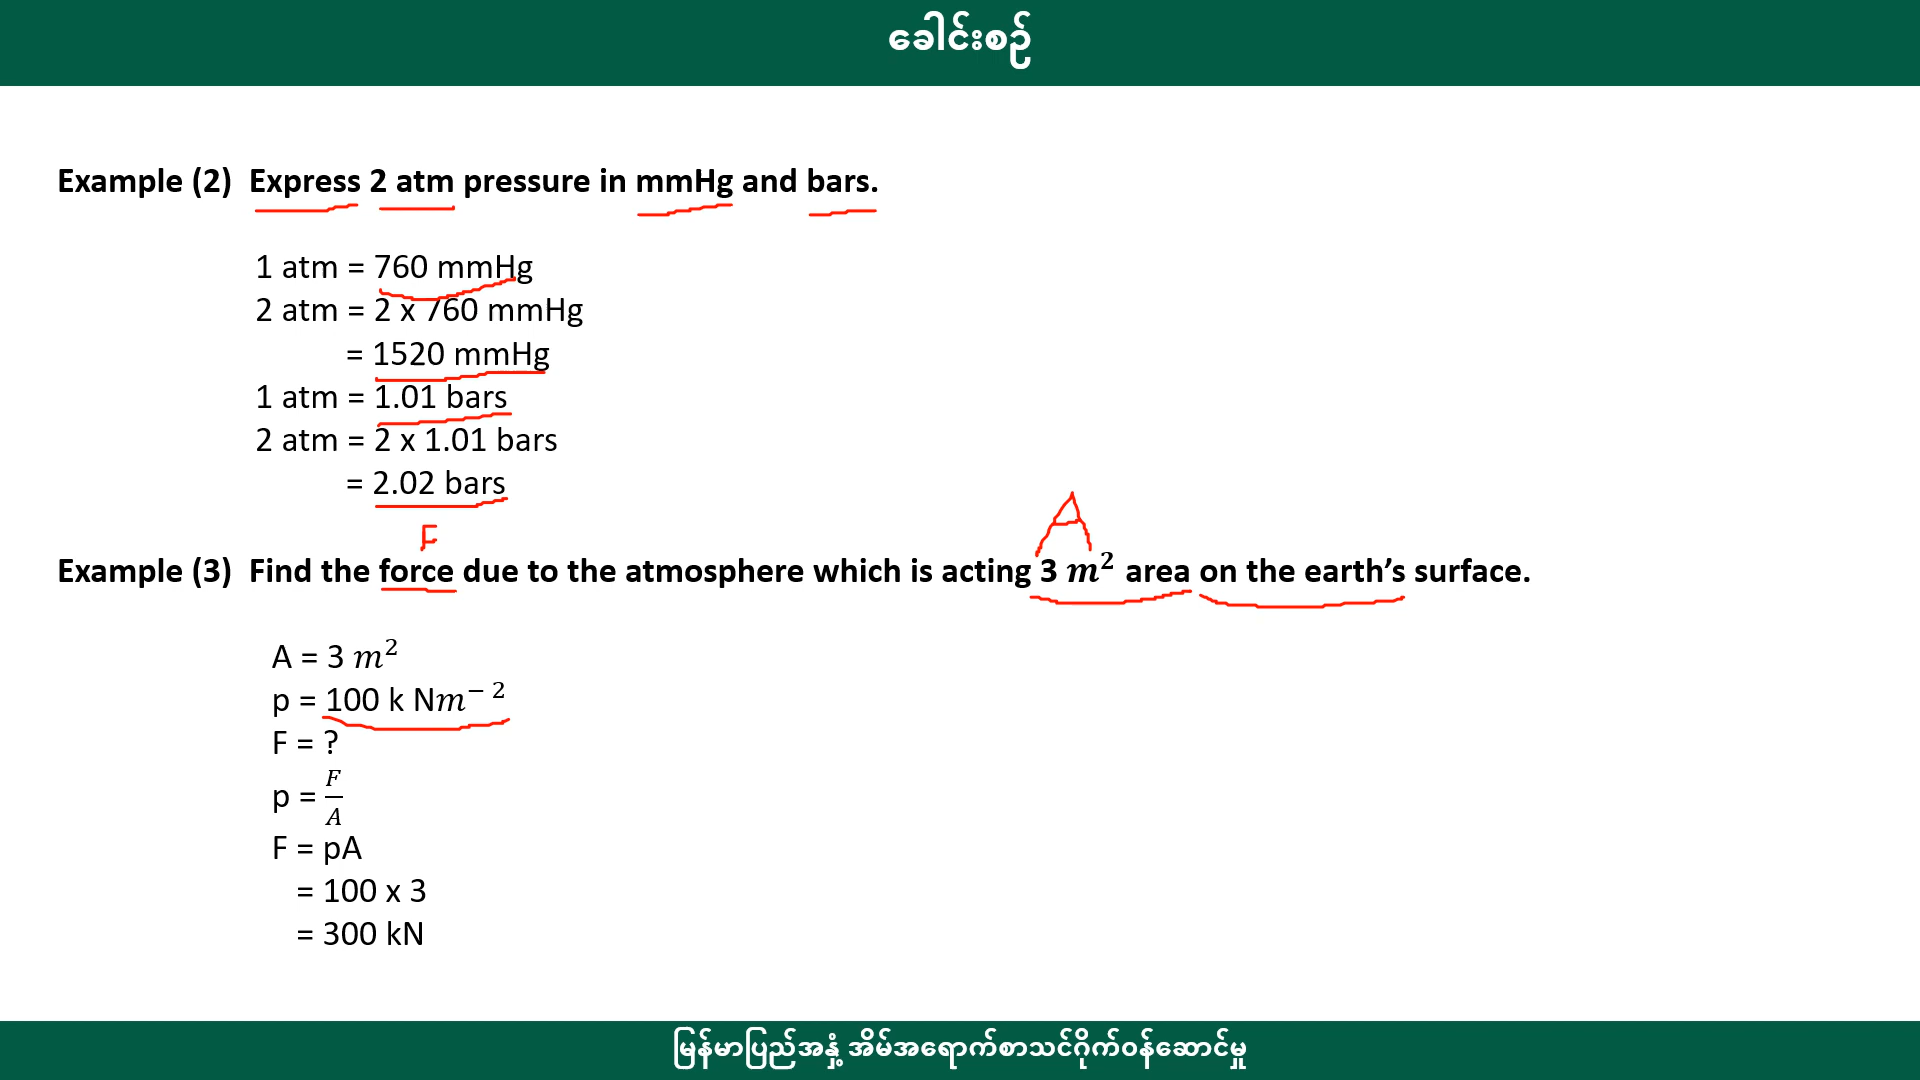 ခေါင်းစဉ်
Example (2) Express 2 atm pressure in mmHg and bars.
1 atm = 760 mmHg
2 atm = 2 x 760 mmHg
= 1520 mmHg
1 atm = 1.01 bars
2 atm = 2 x 1.01 bars
= 2.02 bars
F
A
Example (3) Find the force due to the atmosphere which is acting 3 m² area on the earth’s surface.
A = 3 m²
p = 100 k Nm⁻ ²
F = ?
p = F/A
F = pA
= 100 x 3
= 300 kN
မြန်မာပြည်အနှံ့ အိမ်အရောက်စာသင်ဂိုက်ဝန်ဆောင်မှု